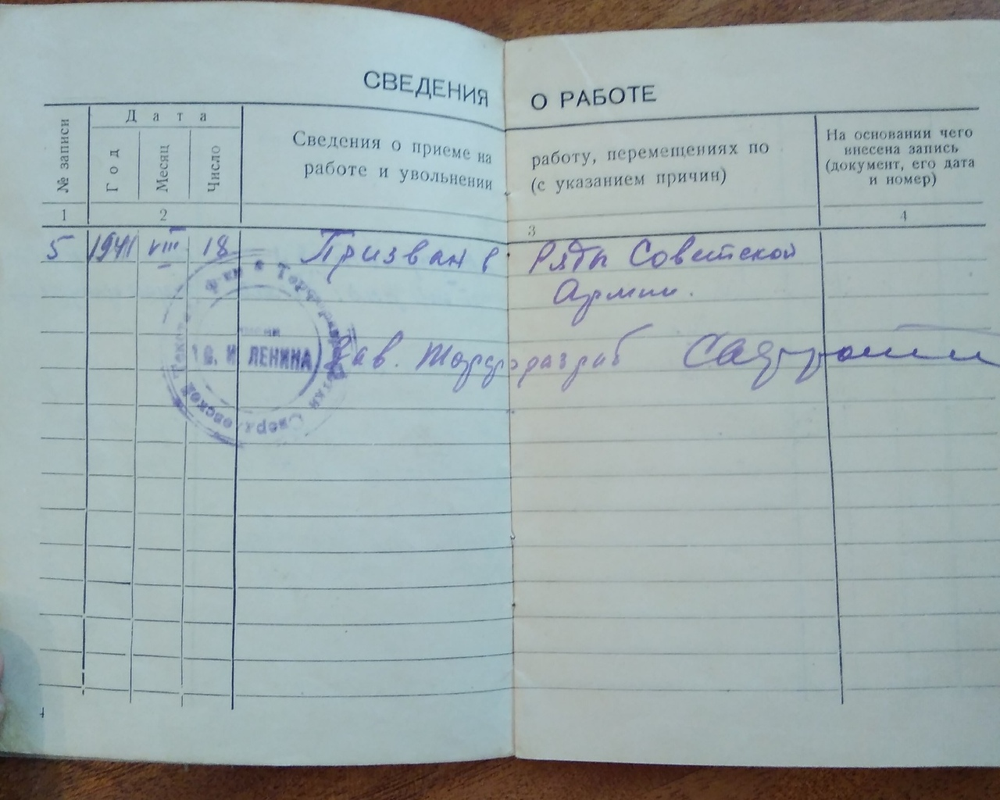 СВЕДЕНИЯ О РАБОТЕ
№ записи
Дата
Год
Месяц
Число
Сведения о приеме на работу, перемещениях по
работе и увольнении (с указанием причин)
На основании чего
внесена запись
(документ, его дата
и номер)
1 2 3 4
5 1941 VIII 18 Призван в Ряды Советской
Армии.
имени
ЛЕНИНА
Зав.
4